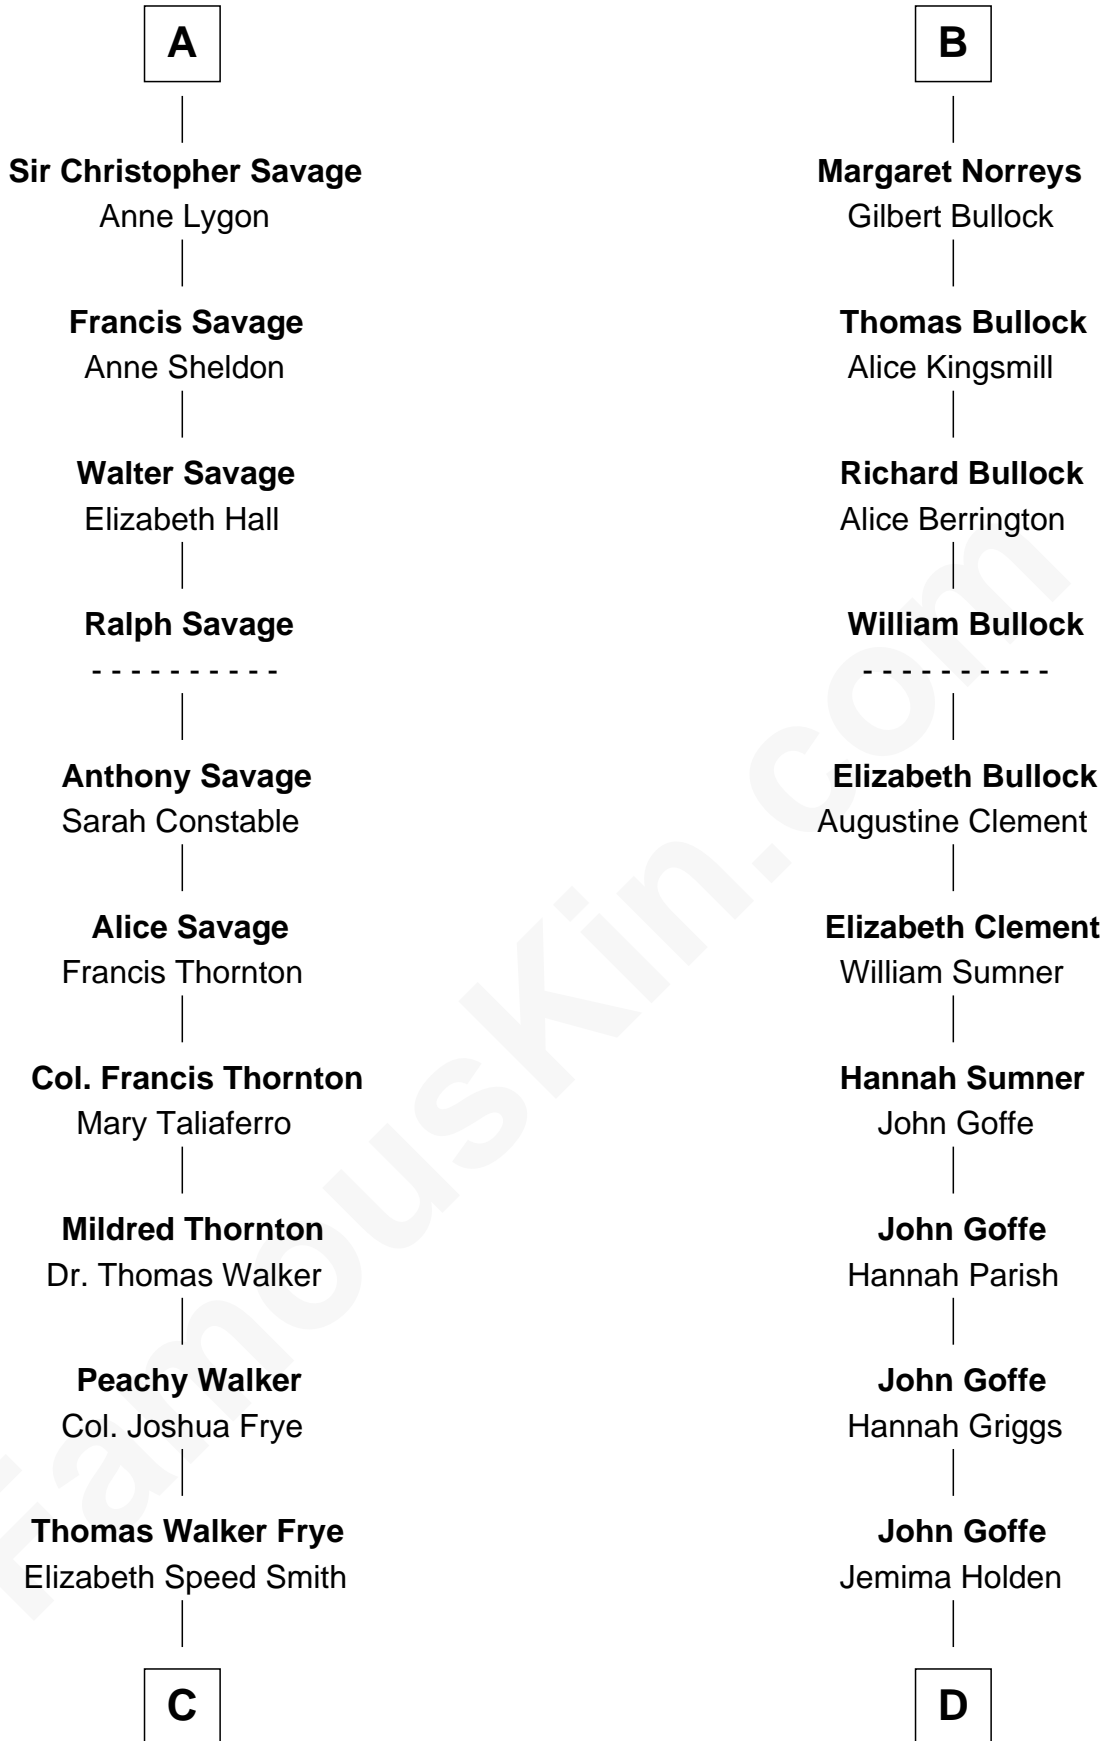 A
Sir Christopher Savage
Anne Lygon
Francis Savage
Anne Sheldon
Walter Savage
Elizabeth Hall
Ralph Savage
- - - - - - - - - -
Anthony Savage
Sarah Constable
Alice Savage
Francis Thornton
Col. Francis Thornton
Mary Taliaferro
Mildred Thornton
Dr. Thomas Walker
Peachy Walker
Col. Joshua Frye
Thomas Walker Frye
Elizabeth Speed Smith
C
B
Margaret Norreys
Gilbert Bullock
Thomas Bullock
Alice Kingsmill
Richard Bullock
Alice Berrington
William Bullock
- - - - - - - - - -
Elizabeth Bullock
Augustine Clement
Elizabeth Clement
William Sumner
Hannah Sumner
John Goffe
John Goffe
Hannah Parish
John Goffe
Hannah Griggs
John Goffe
Jemima Holden
D
FamousKin.com